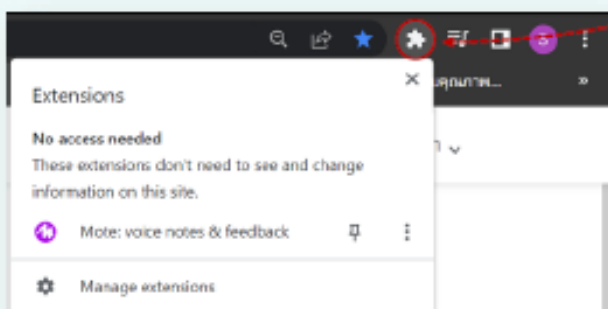 Extensions
No access needed
These extensions don't need to see and change
information on this site.
Mote: voice notes & feedback
Manage extensions